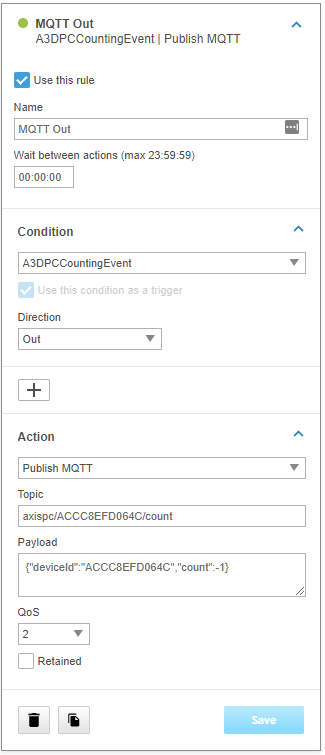 MQTT Out
A3DPCCountingEvent | Publish MQTT
Use this rule
Name
MQTT Out
Wait between actions (max 23:59:59)
00:00:00
Condition
A3DPCCountingEvent
Use this condition as a trigger
Direction
Out
Action
Publish MQTT
Topic
axispc/ACCC8EFD064C/count
Payload
{"deviceId":"ACCC8EFD064C","count":-1}
QoS
2
Retained
Save